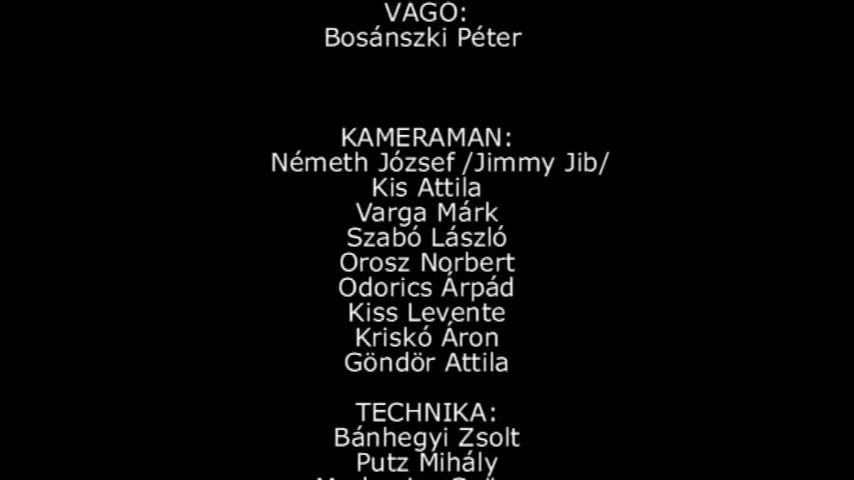 VÁGÓ:
Bosánszki Péter
KAMERAMAN:
Németh József /Jimmy Jib/
Kis Attila
Varga Márk
Szabó László
Orosz Norbert
Odorics Árpád
Kiss Levente
Kriskó Áron
Göndör Attila
TECHNIKA:
Bánhegyi Zsolt
Putz Mihály